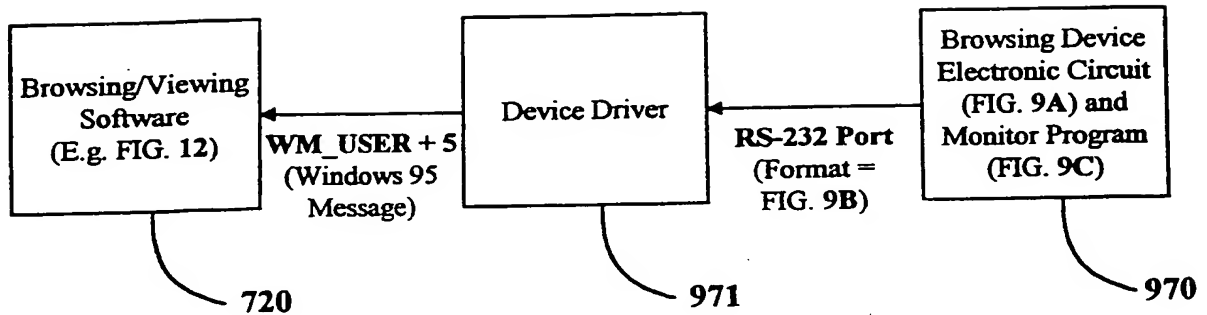 Browsing/Viewing
Software
(E.g. FIG. 12)
WM_USER + 5
(Windows 95
Message)
Device Driver
RS-232 Port
(Format =
FIG. 9B)
Browsing Device
Electronic Circuit
(FIG. 9A) and
Monitor Program
(FIG. 9C)
720
971
970